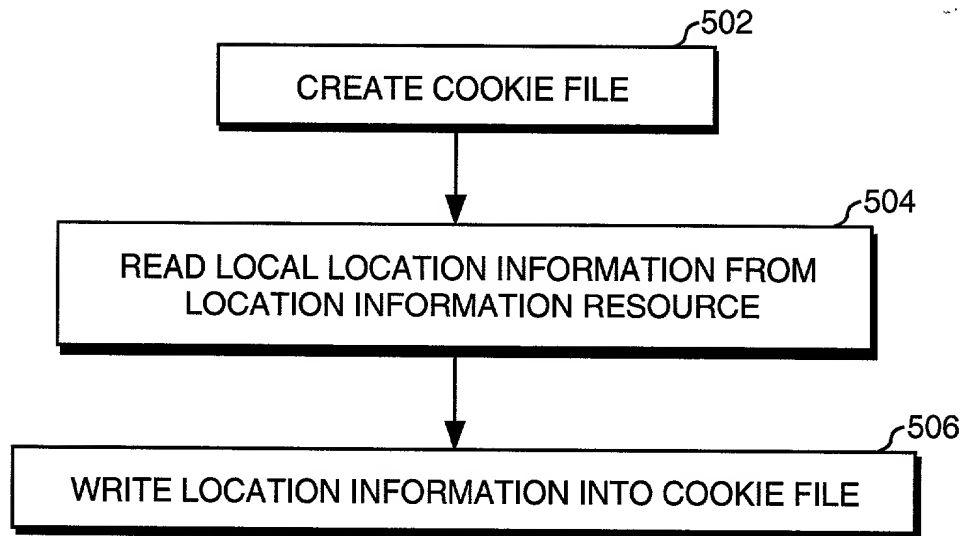 502
CREATE COOKIE FILE
504
READ LOCAL LOCATION INFORMATION FROM
LOCATION INFORMATION RESOURCE
506
WRITE LOCATION INFORMATION INTO COOKIE FILE